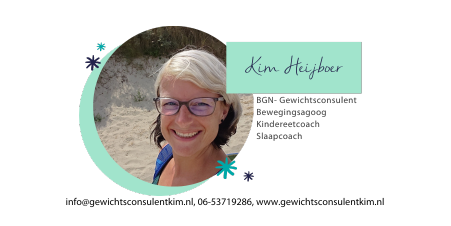 Kim Heijboer
BGN- Gewichtsconsulent
Bewegingsagoog
Kindereetcoach
Slaapcoach
info@gewichtsconsulentkim.nl, 06-53719286, www.gewichtsconsulentkim.nl